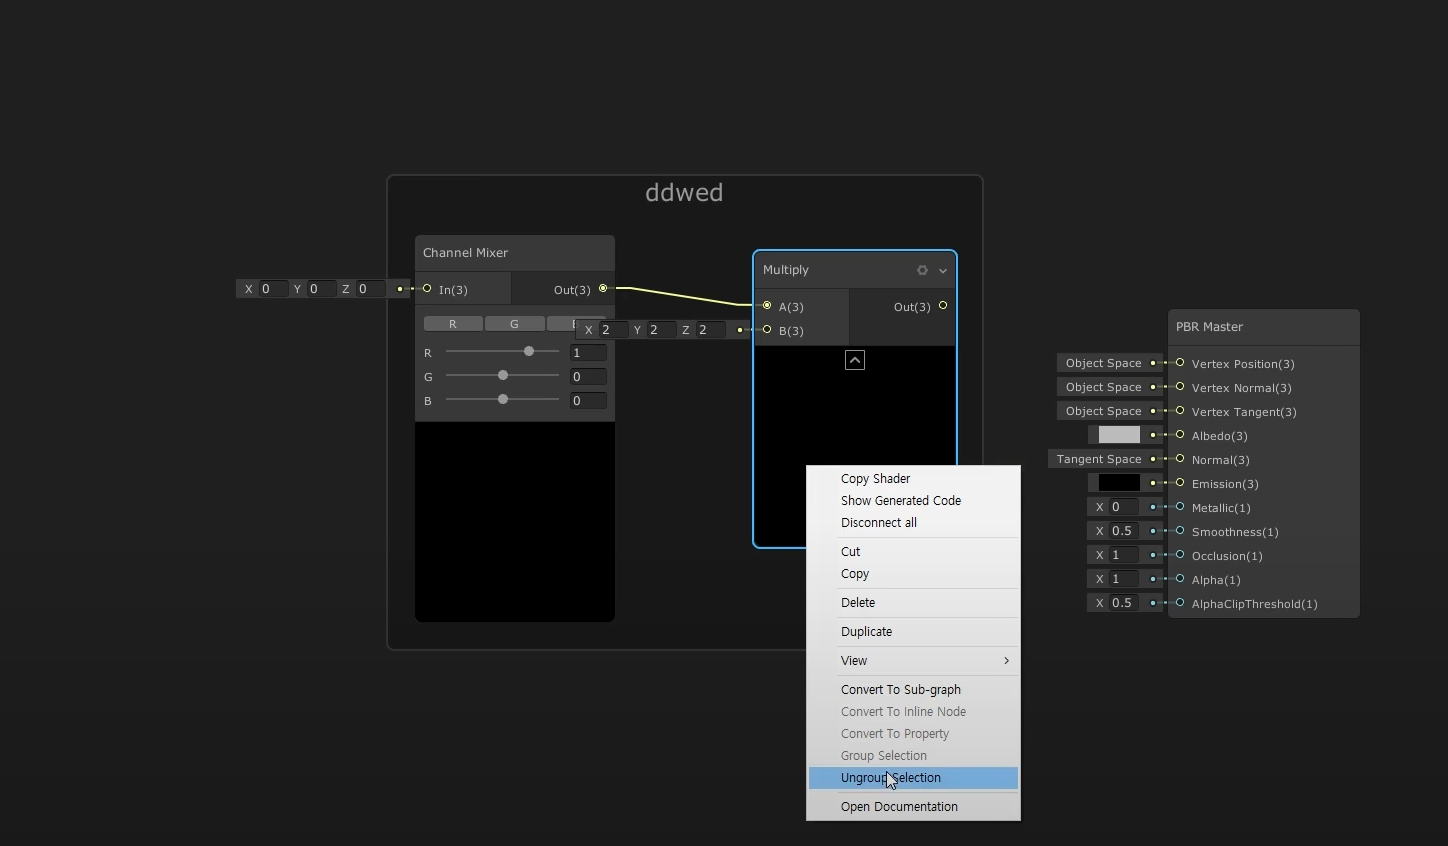 ddwed
Channel Mixer
X 0 Y 0 Z 0
In(3) Out(3)
R G B
R 1
G 0
B 0
Multiply
A(3) Out(3)
X 2 Y 2 Z 2 B(3)
PBR Master
Object Space Vertex Position(3)
Object Space Vertex Normal(3)
Object Space Vertex Tangent(3)
Albedo(3)
Tangent Space Normal(3)
Emission(3)
X 0 Metallic(1)
X 0.5 Smoothness(1)
X 1 Occlusion(1)
X 1 Alpha(1)
X 0.5 AlphaClipThreshold(1)
Copy Shader
Show Generated Code
Disconnect all
Cut
Copy
Delete
Duplicate
View
Convert To Sub-graph
Convert To Inline Node
Convert To Property
Group Selection
Ungroup Selection
Open Documentation